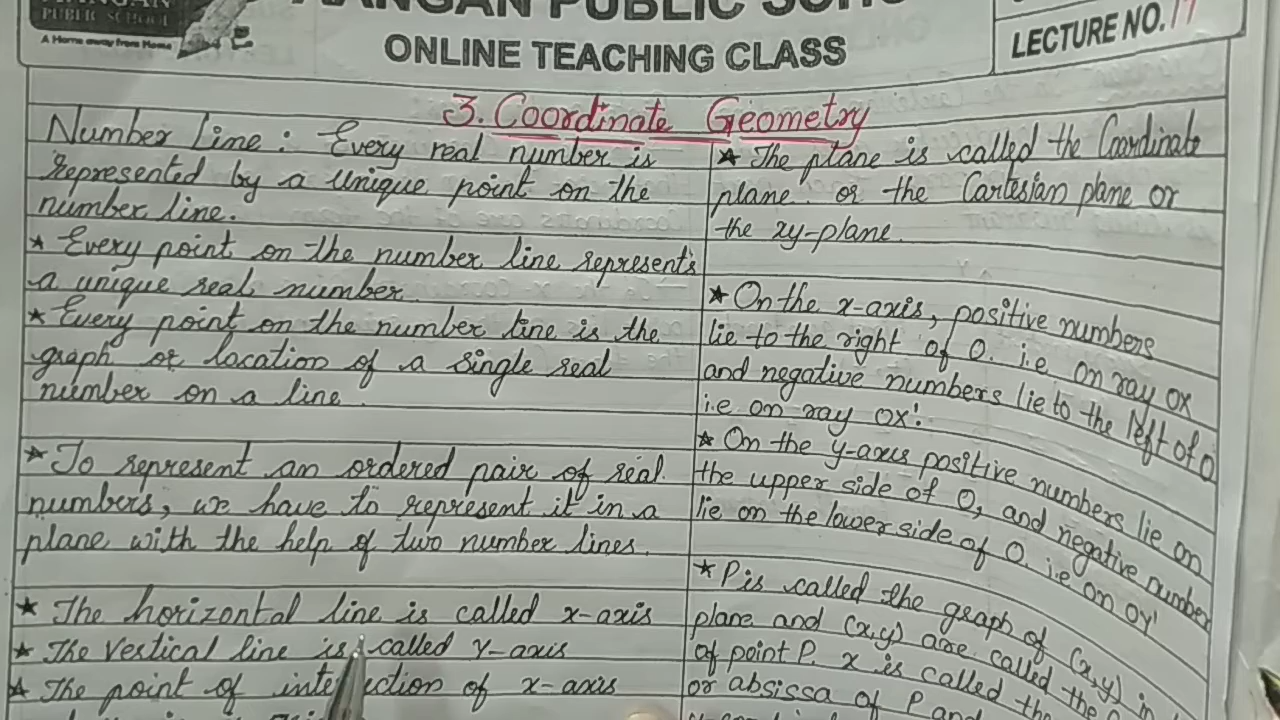 PUBLIC SCHOOL
A Home away from Home
PUBLIC
ONLINE TEACHING CLASS
LECTURE NO. 17
3. Coordinate Geometry
Number Line: Every real number is
represented by a unique point on the
number line.
★ Every point on the number line represents
a unique real number.
★ Every point on the number line is the
graph or location of a single real
number on a line.
★ To represent an ordered pair of real
numbers, we have to represent it in a
plane with the help of two number lines.
★ The horizontal line is called x-axis
★ The Vertical line is called Y-axis
★ The point of intersection of x-axis
★ The plane is called the Coordinate
plane or the Cartesian plane or
the xy-plane.
★ On the x-axis, positive numbers
lie to the right of O. i.e on ray OX
and negative numbers lie to the left of O
i.e on ray OX'.
★ On the y-axis positive numbers lie on
the upper side of O, and negative number
lie on the lower side of O. i.e on OY'
★ P is called the graph of (x,y) in
plane and (x,y) are called the
of point P. x is called the
or absissa of P and